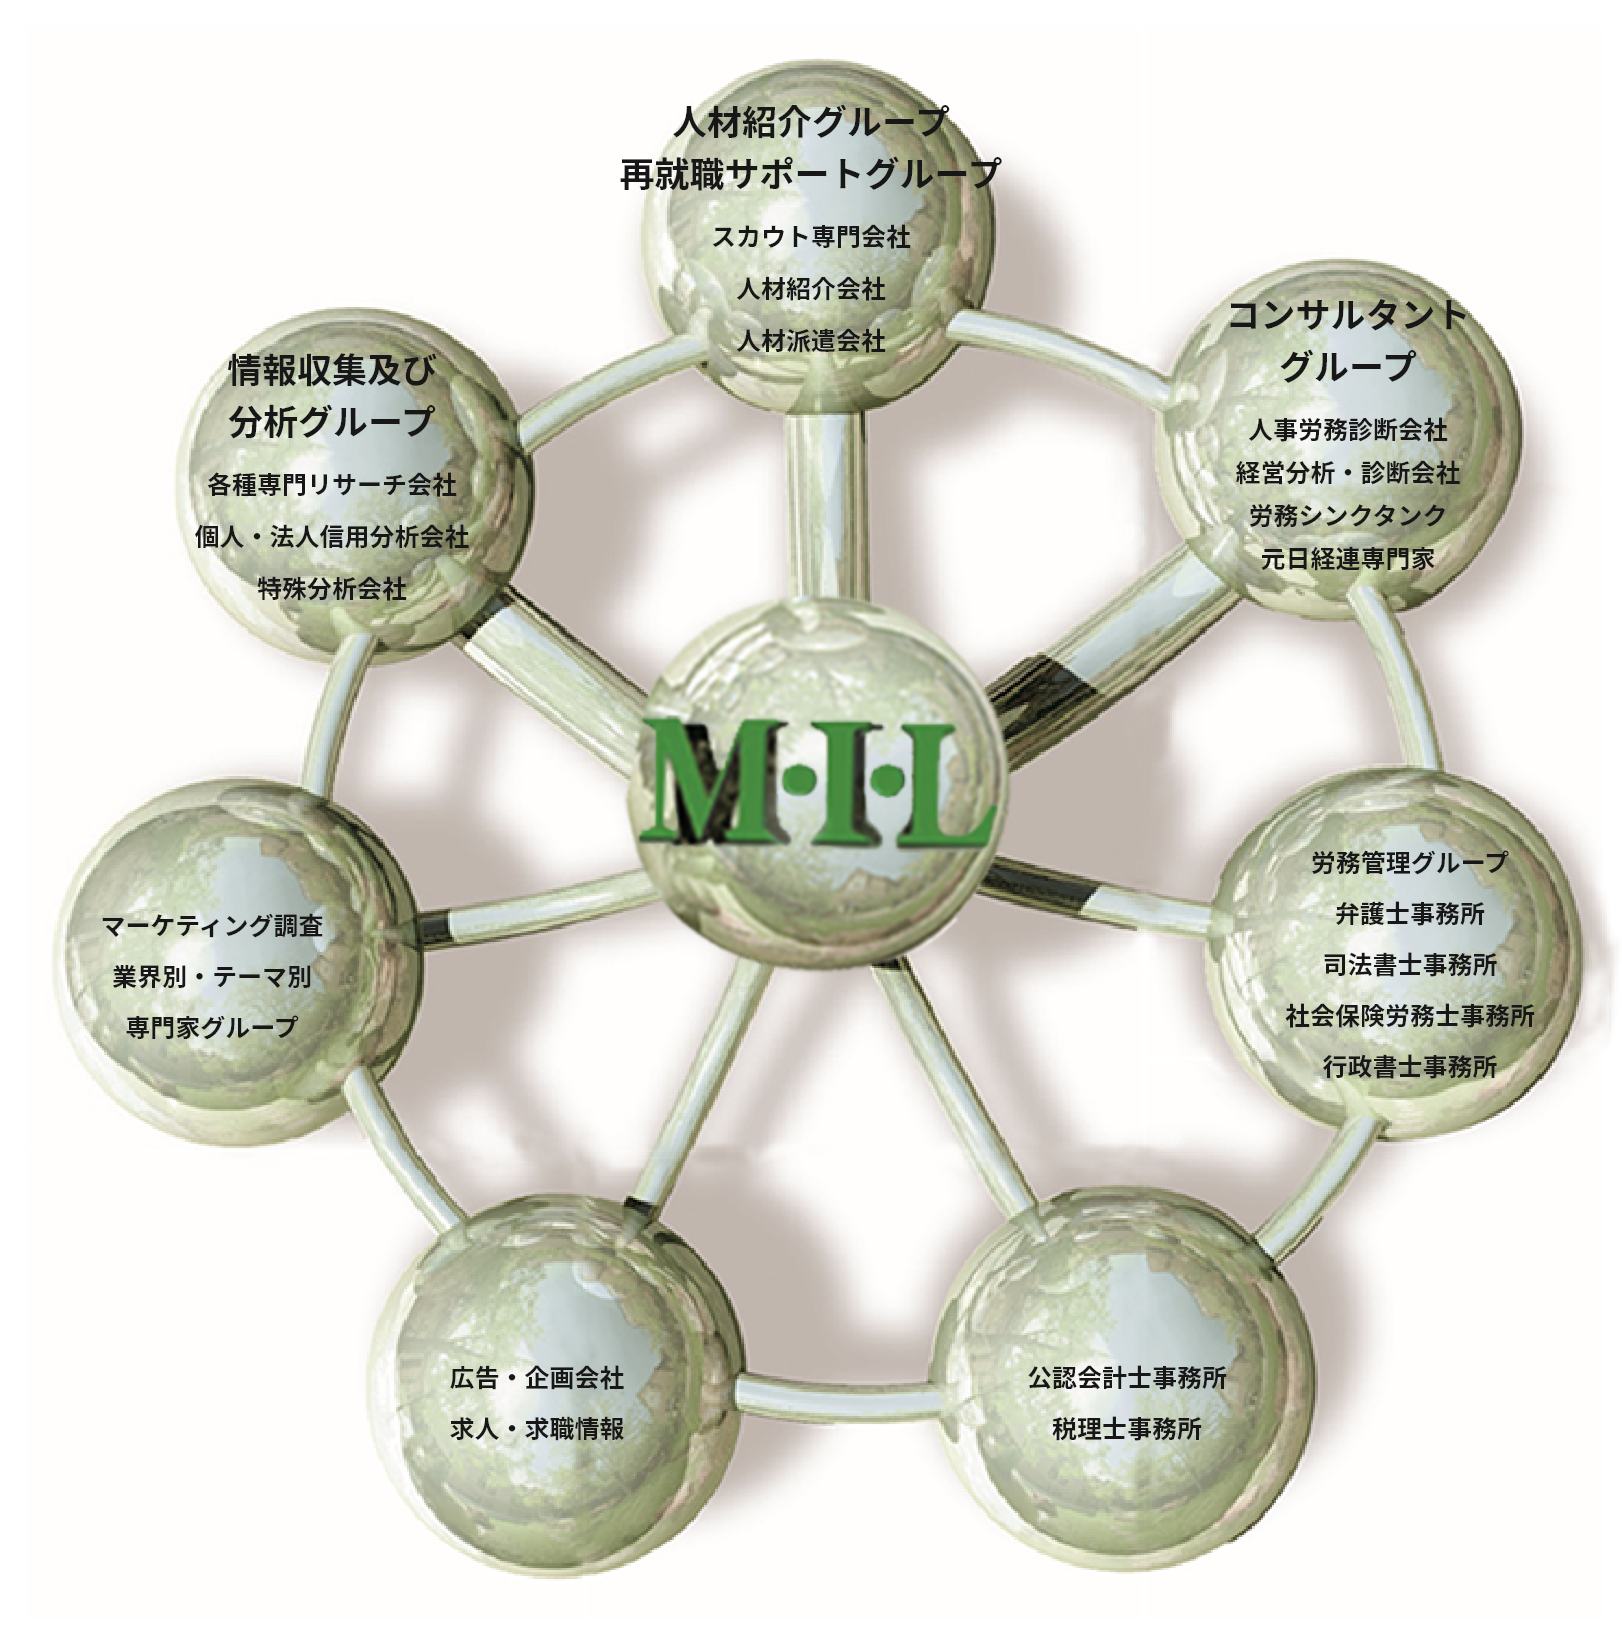 人材紹介グループ
再就職サポートグループ
スカウト専門会社
人材紹介会社
人材派遣会社
コンサルタント
グループ
人事労務診断会社
経営分析・診断会社
労務シンクタンク
元日経連専門家
情報収集及び
分析グループ
各種専門リサーチ会社
個人・法人信用分析会社
特殊分析会社
M・I・L
労務管理グループ
弁護士事務所
司法書士事務所
社会保険労務士事務所
行政書士事務所
マーケティング調査
業界別・テーマ別
専門家グループ
広告・企画会社
求人・求職情報
公認会計士事務所
税理士事務所